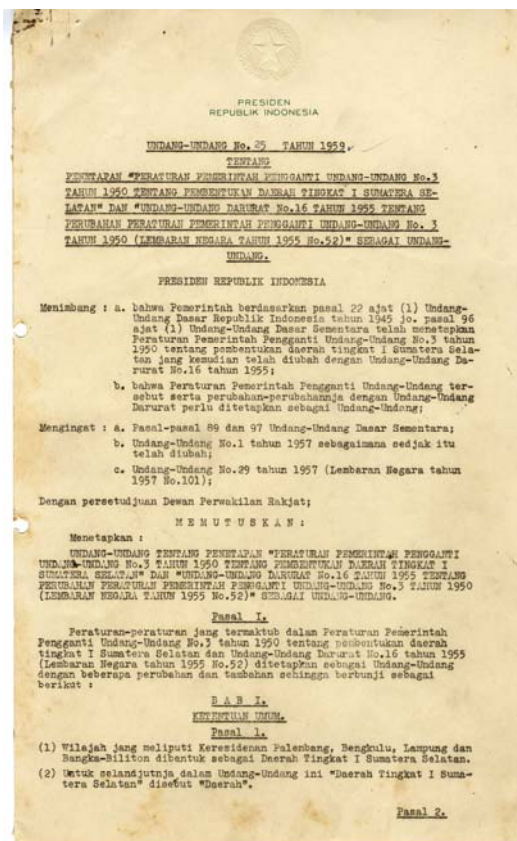 PRESIDEN
REPUBLIK INDONESIA
UNDANG-UNDANG No. 25 TAHUN 1959.
TENTANG
PENETAPAN "PERATURAN PEMERINTAH PENGGANTI UNDANG-UNDANG No.3
TAHUN 1950 TENTANG PEMBENTUKAN DAERAH TINGKAT I SUMATERA SE-
LATAN" DAN "UNDANG-UNDANG DARURAT No.16 TAHUN 1955 TENTANG
PERUBAHAN PERATURAN PEMERINTAH PENGGANTI UNDANG-UNDANG No. 3
TAHUN 1950 (LEMBARAN NEGARA TAHUN 1955 No.52)" SEBAGAI UNDANG-
UNDANG.
PRESIDEN REPUBLIK INDONESIA
Menimbang : a. bahwa Pemerintah berdasarkan pasal 22 ajat (1) Undang-
Undang Dasar Republik Indonesia tahun 1945 jo. pasal 96
ajat (1) Undang-Undang Dasar Sementara telah menetapkan
Peraturan Pemerintah Pengganti Undang-Undang No.3 tahun
1950 tentang pembentukan daerah tingkat I Sumatera Sela-
tan jang kemudian telah diubah dengan Undang-Undang Da-
rurat No.16 tahun 1955;
b. bahwa Peraturan Pemerintah Pengganti Undang-Undang ter-
sebut serta perubahan-perubahannja dengan Undang-Undang
Darurat perlu ditetapkan sebagai Undang-Undang;
Mengingat : a. Pasal-pasal 89 dan 97 Undang-Undang Dasar Sementara;
b. Undang-Undang No.1 tahun 1957 sebagaimana sedjak itu
telah diubah;
c. Undang-Undang No.29 tahun 1957 (Lembaran Negara tahun
1957 No.101);
Dengan persetudjuan Dewan Perwakilan Rakjat;
M E M U T U S K A N :
Menetapkan :
UNDANG-UNDANG TENTANG PENETAPAN "PERATURAN PEMERINTAH PENGGANTI
UNDANG-UNDANG No.3 TAHUN 1950 TENTANG PEMBENTUKAN DAERAH TINGKAT I
SUMATERA SELATAN" DAN "UNDANG-UNDANG DARURAT No.16 TAHUN 1955 TENTANG
PERUBAHAN PERATURAN PEMERINTAH PENGGANTI UNDANG-UNDANG No.3 TAHUN 1950
(LEMBARAN NEGARA TAHUN 1955 No.52)" SEBAGAI UNDANG-UNDANG.
Pasal I.
Peraturan-peraturan jang termaktub dalam Peraturan Pemerintah
Pengganti Undang-Undang No.3 tahun 1950 tentang pembentukan daerah
tingkat I Sumatera Selatan dan Undang-Undang Darurat No.16 tahun 1955
(Lembaran Negara tahun 1955 No.52) ditetapkan sebagai Undang-Undang
dengan beberapa perubahan dan tambahan sehingga berbunji sebagai
berikut :
B A B I.
KETENTUAN UMUM.
Pasal 1.
(1) Wilajah jang meliputi Keresidenan Palembang, Bengkulu, Lampung dan
Bangka-Biliton dibentuk sebagai Daerah Tingkat I Sumatera Selatan.
(2) Untuk selandjutnja dalam Undang-Undang ini "Daerah Tingkat I Suma-
tera Selatan" disebut "Daerah".
Pasal 2.